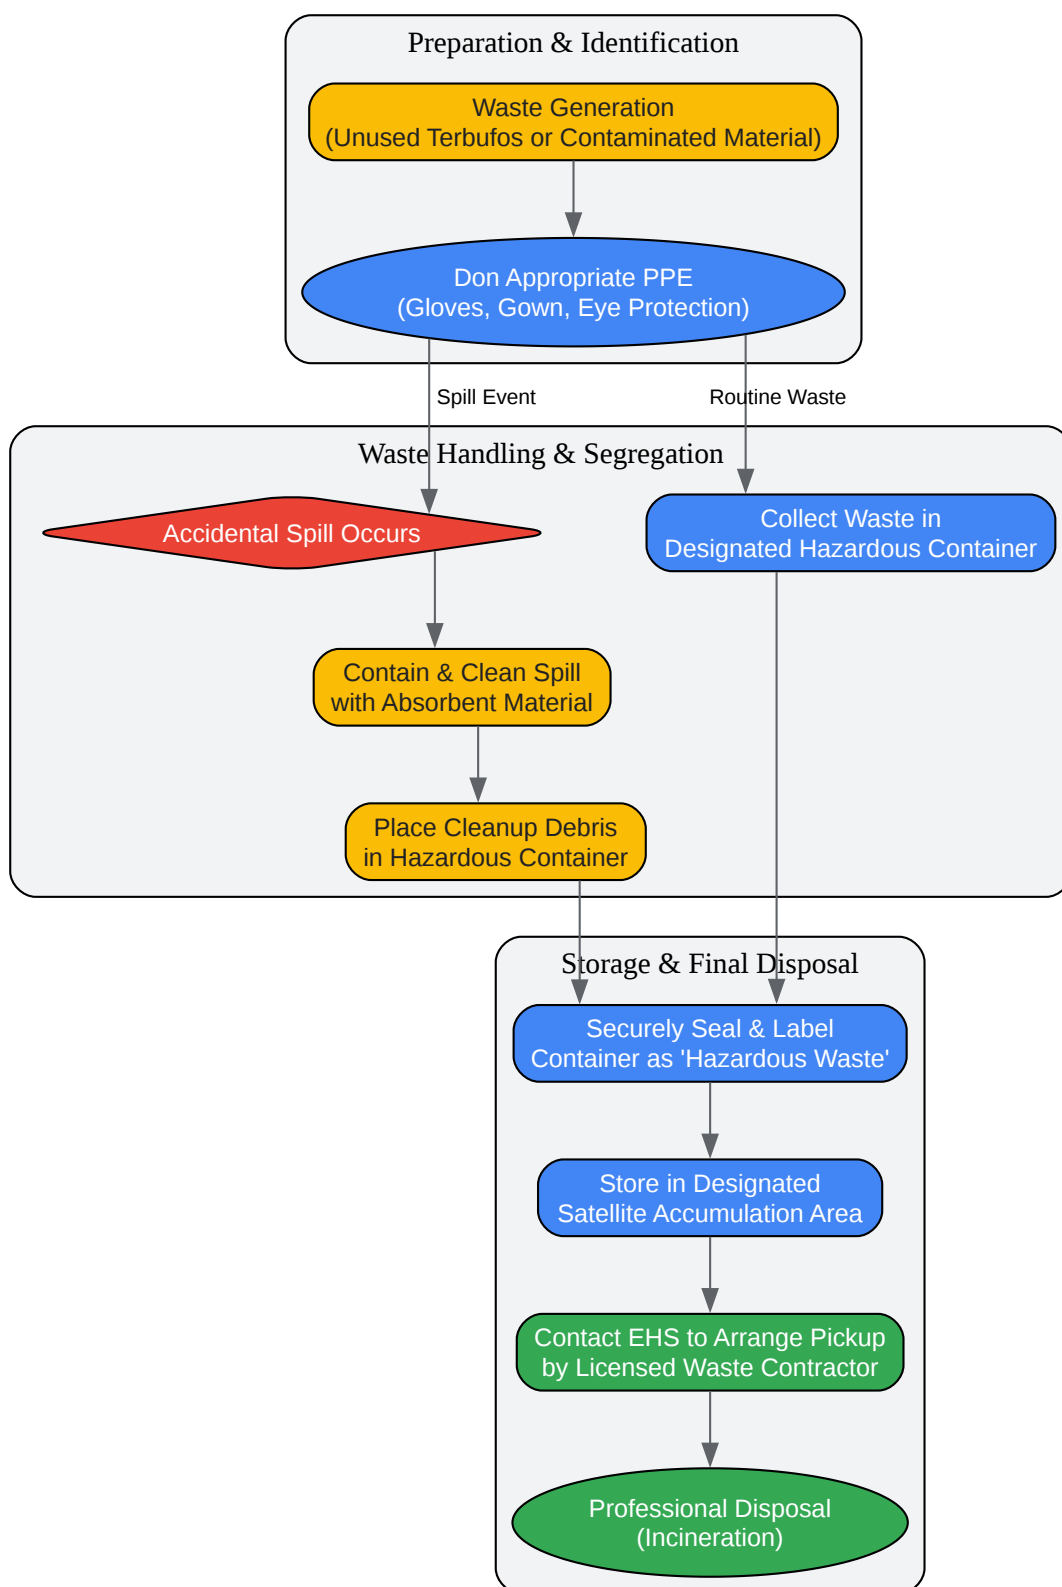 Preparation & Identification
Waste Generation
(Unused Terbufos or Contaminated Material)
Don Appropriate PPE
(Gloves, Gown, Eye Protection)
Spill Event
Routine Waste
Waste Handling & Segregation
Accidental Spill Occurs
Collect Waste in
Designated Hazardous Container
Contain & Clean Spill
with Absorbent Material
Place Cleanup Debris
in Hazardous Container
Storage & Final Disposal
Securely Seal & Label
Container as 'Hazardous Waste'
Store in Designated
Satellite Accumulation Area
Contact EHS to Arrange Pickup
by Licensed Waste Contractor
Professional Disposal
(Incineration)